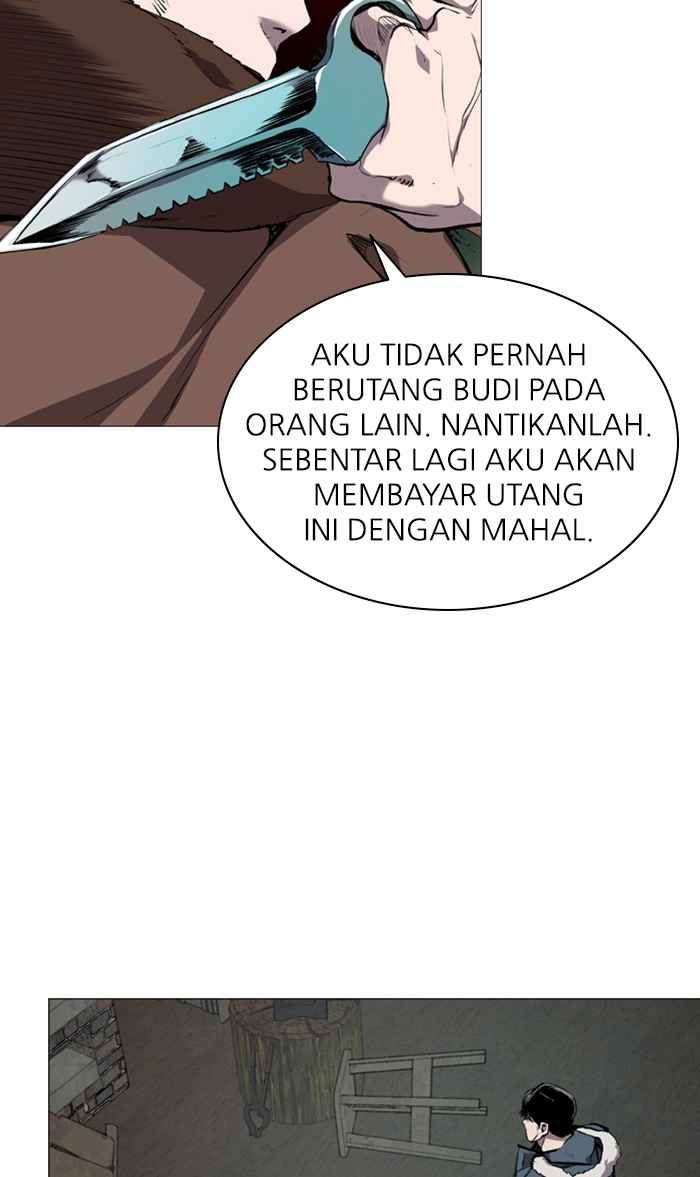 AKU TIDAK PERNAH
BERUTANG BUDI PADA
ORANG LAIN. NANTIKANLAH.
SEBENTAR LAGI AKU AKAN
MEMBAYAR UTANG
INI DENGAN MAHAL.